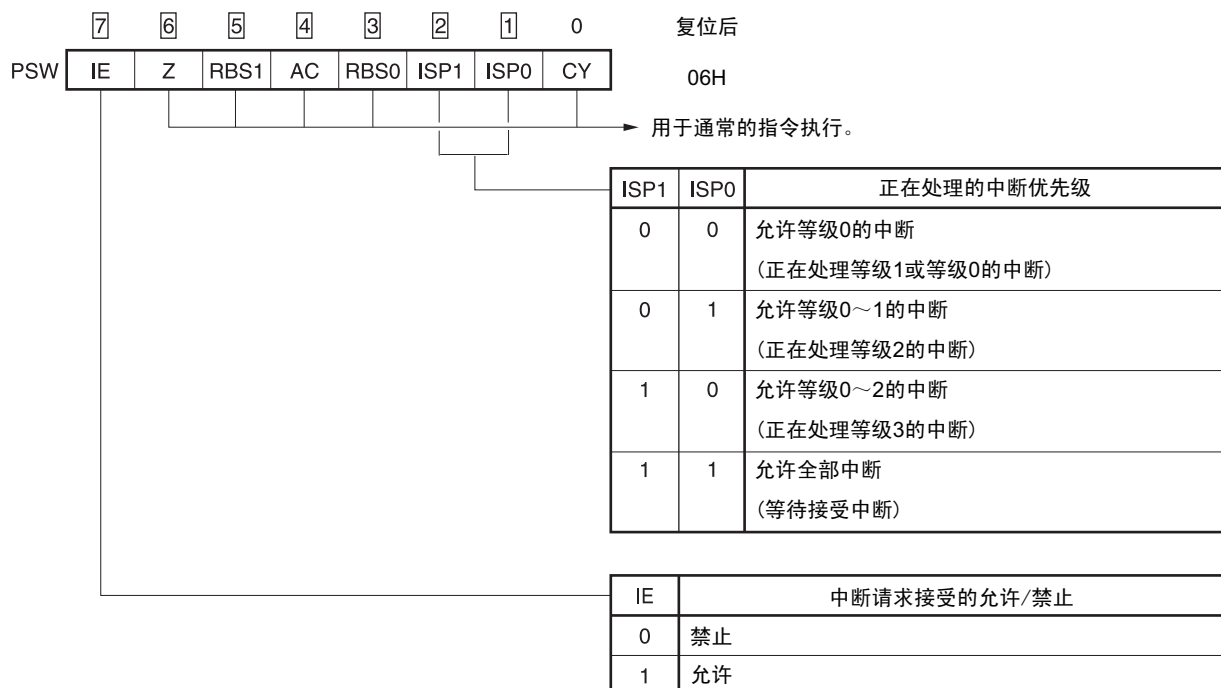 7 6 5 4 3 2 1 0 复位后
PSW IE Z RBS1 AC RBS0 ISP1 ISP0 CY 06H
用于通常的指令执行。
ISP1 ISP0 正在处理的中断优先级
0 0 允许等级0的中断
(正在处理等级1或等级0的中断)
0 1 允许等级0～1的中断
(正在处理等级2的中断)
1 0 允许等级0～2的中断
(正在处理等级3的中断)
1 1 允许全部中断
(等待接受中断)
IE 中断请求接受的允许/禁止
0 禁止
1 允许